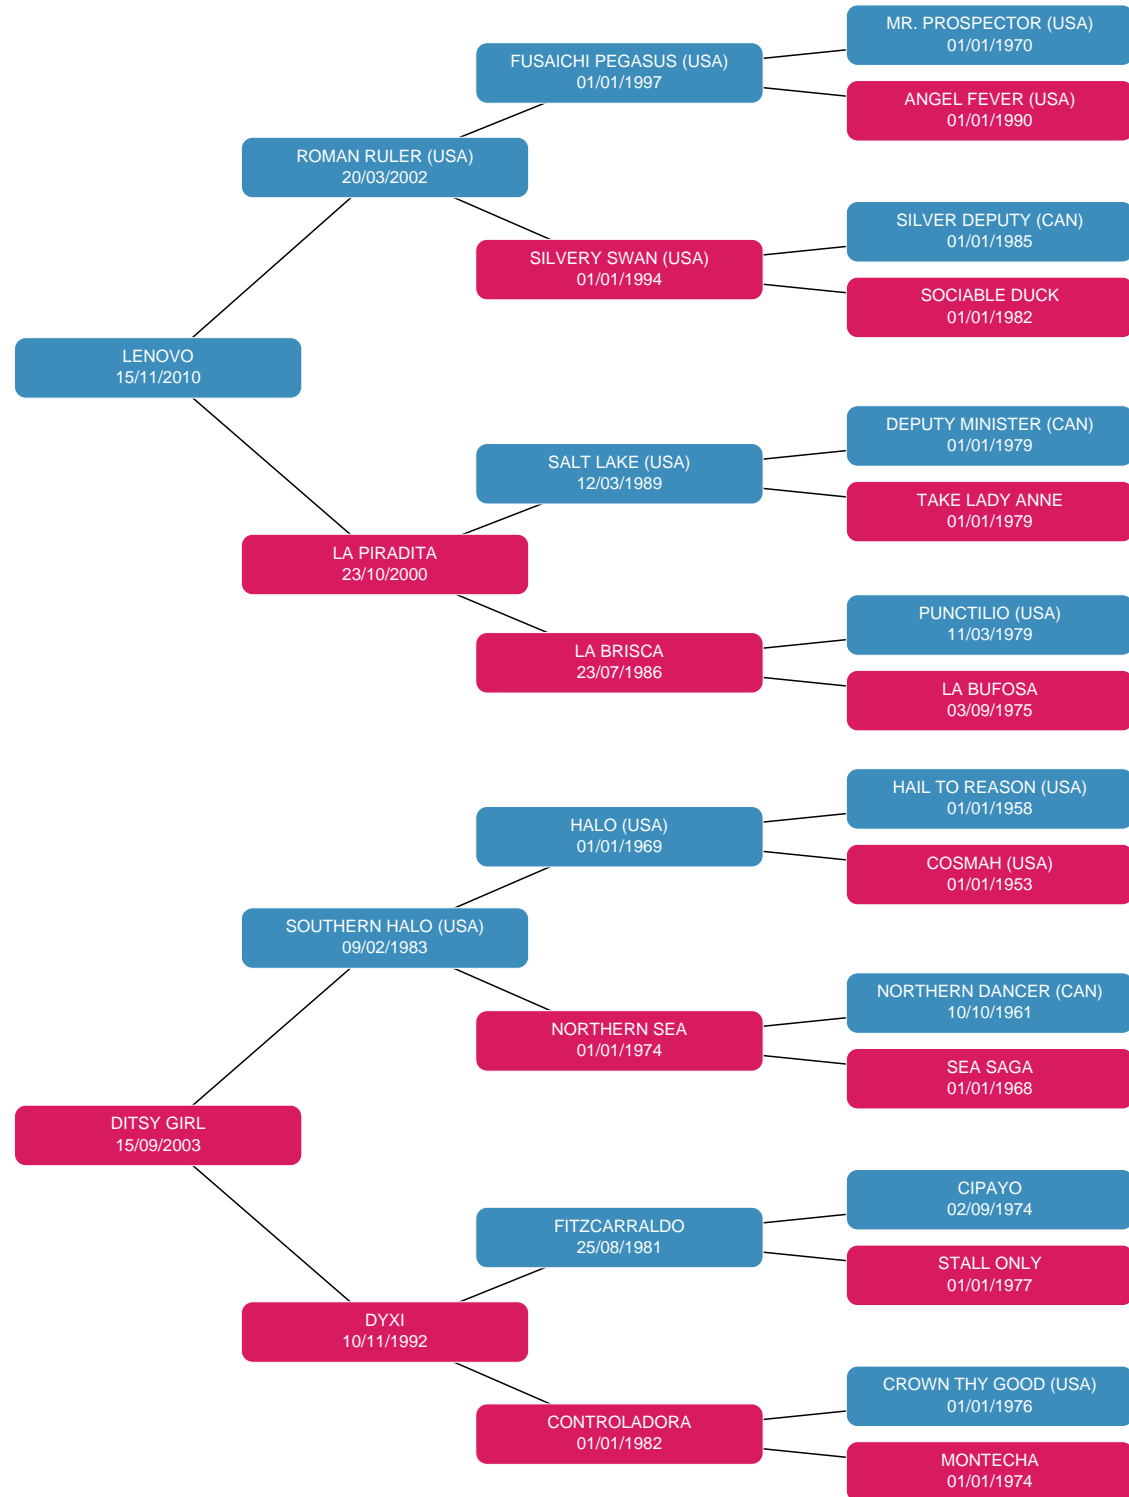 MR. PROSPECTOR (USA)
01/01/1970
FUSAICHI PEGASUS (USA)
01/01/1997
ANGEL FEVER (USA)
01/01/1990
ROMAN RULER (USA)
20/03/2002
SILVER DEPUTY (CAN)
01/01/1985
SILVERY SWAN (USA)
01/01/1994
SOCIABLE DUCK
01/01/1982
LENOVO
15/11/2010
DEPUTY MINISTER (CAN)
01/01/1979
SALT LAKE (USA)
12/03/1989
TAKE LADY ANNE
01/01/1979
LA PIRADITA
23/10/2000
PUNCTILIO (USA)
11/03/1979
LA BRISCA
23/07/1986
LA BUFOSA
03/09/1975
HAIL TO REASON (USA)
01/01/1958
HALO (USA)
01/01/1969
COSMAH (USA)
01/01/1953
SOUTHERN HALO (USA)
09/02/1983
NORTHERN DANCER (CAN)
10/10/1961
NORTHERN SEA
01/01/1974
SEA SAGA
01/01/1968
DITSY GIRL
15/09/2003
CIPAYO
02/09/1974
FITZCARRALDO
25/08/1981
STALL ONLY
01/01/1977
DYXI
10/11/1992
CROWN THY GOOD (USA)
01/01/1976
CONTROLADORA
01/01/1982
MONTECHA
01/01/1974